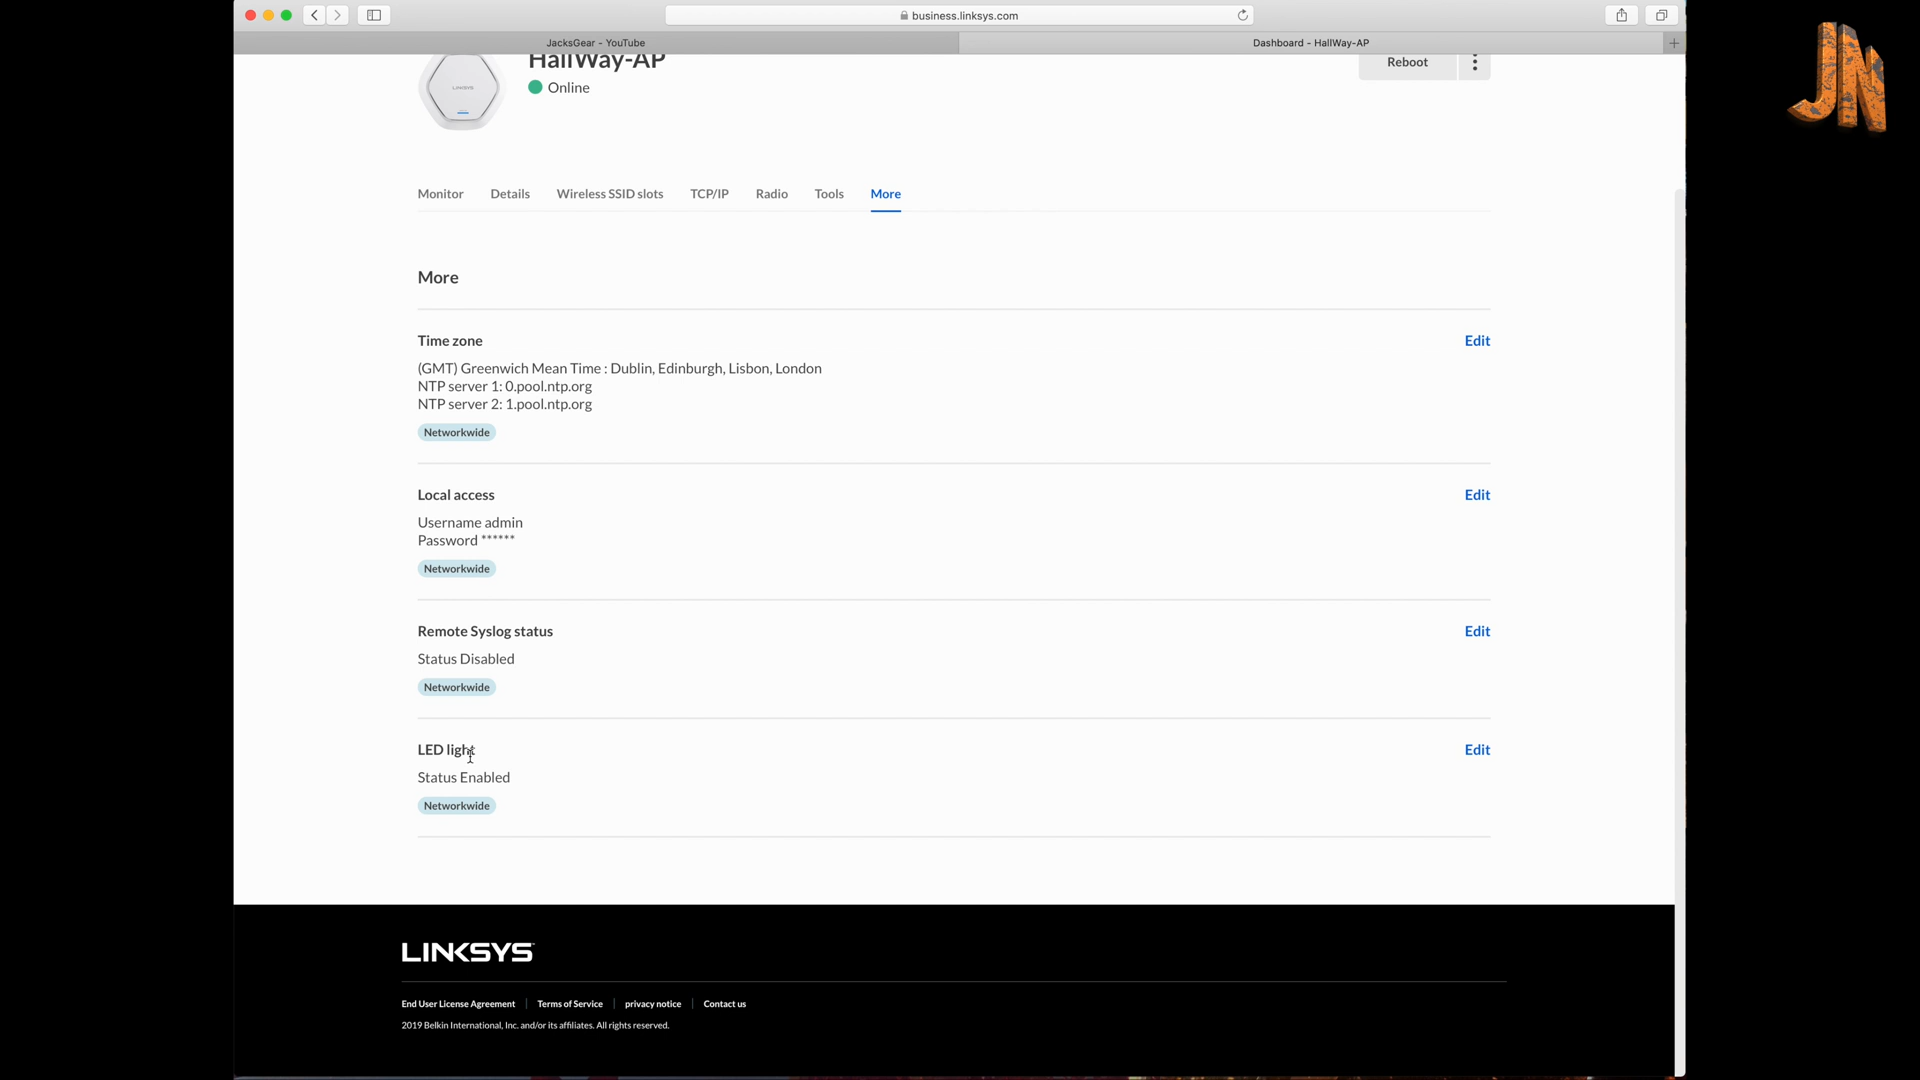 business.linksys.com
JacksGear - YouTube
Dashboard - HallWay-AP
JN
LINKSYS
HallWay-AP
Online
Reboot
Monitor
Details
Wireless SSID slots
TCP/IP
Radio
Tools
More
More
Time zone
Edit
(GMT) Greenwich Mean Time : Dublin, Edinburgh, Lisbon, London
NTP server 1: 0.pool.ntp.org
NTP server 2: 1.pool.ntp.org
Networkwide
Local access
Edit
Username admin
Password ******
Networkwide
Remote Syslog status
Edit
Status Disabled
Networkwide
LED light
Edit
Status Enabled
Networkwide
LINKSYS
End User License Agreement
Terms of Service
privacy notice
Contact us
2019 Belkin International, Inc. and/or its affiliates. All rights reserved.